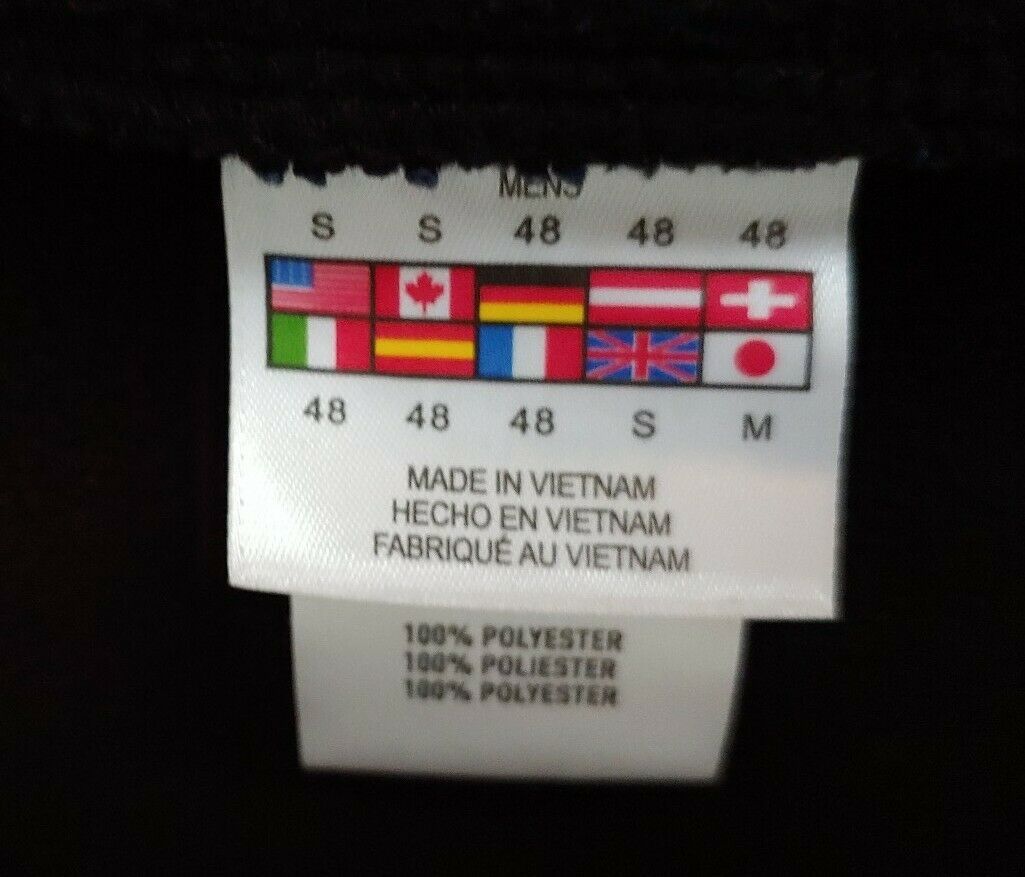 MENS
S S 48 48 48
48 48 48 S M
MADE IN VIETNAM
HECHO EN VIETNAM
FABRIQUÉ AU VIETNAM
100% POLYESTER
100% POLIESTER
100% POLYESTER